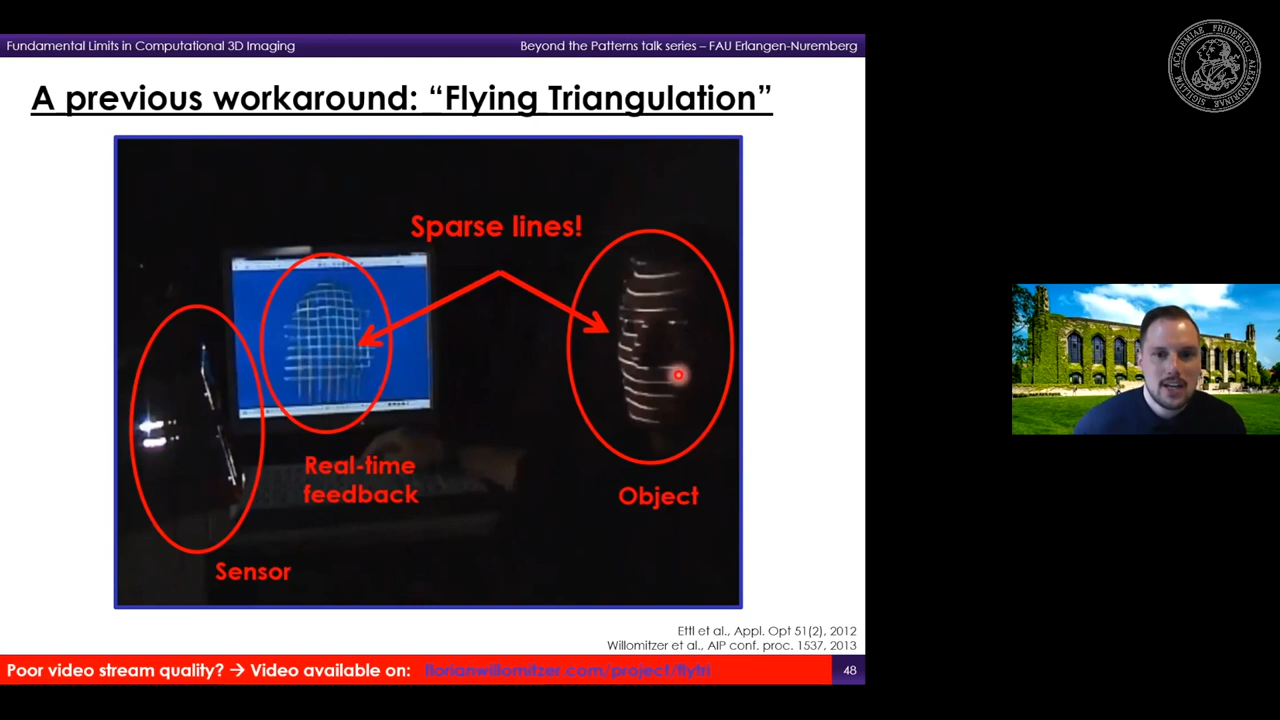 Fundamental Limits in Computational 3D Imaging
Beyond the Patterns talk series – FAU Erlangen-Nuremberg
A previous workaround: “Flying Triangulation”
Sparse lines!
Real-time
feedback
Object
Sensor
Ettl et al., Appl. Opt 51(2), 2012
Willomitzer et al., AIP conf. proc. 1537, 2013
Poor video stream quality? → Video available on: florianwillomitzer.com/project/flytri
48